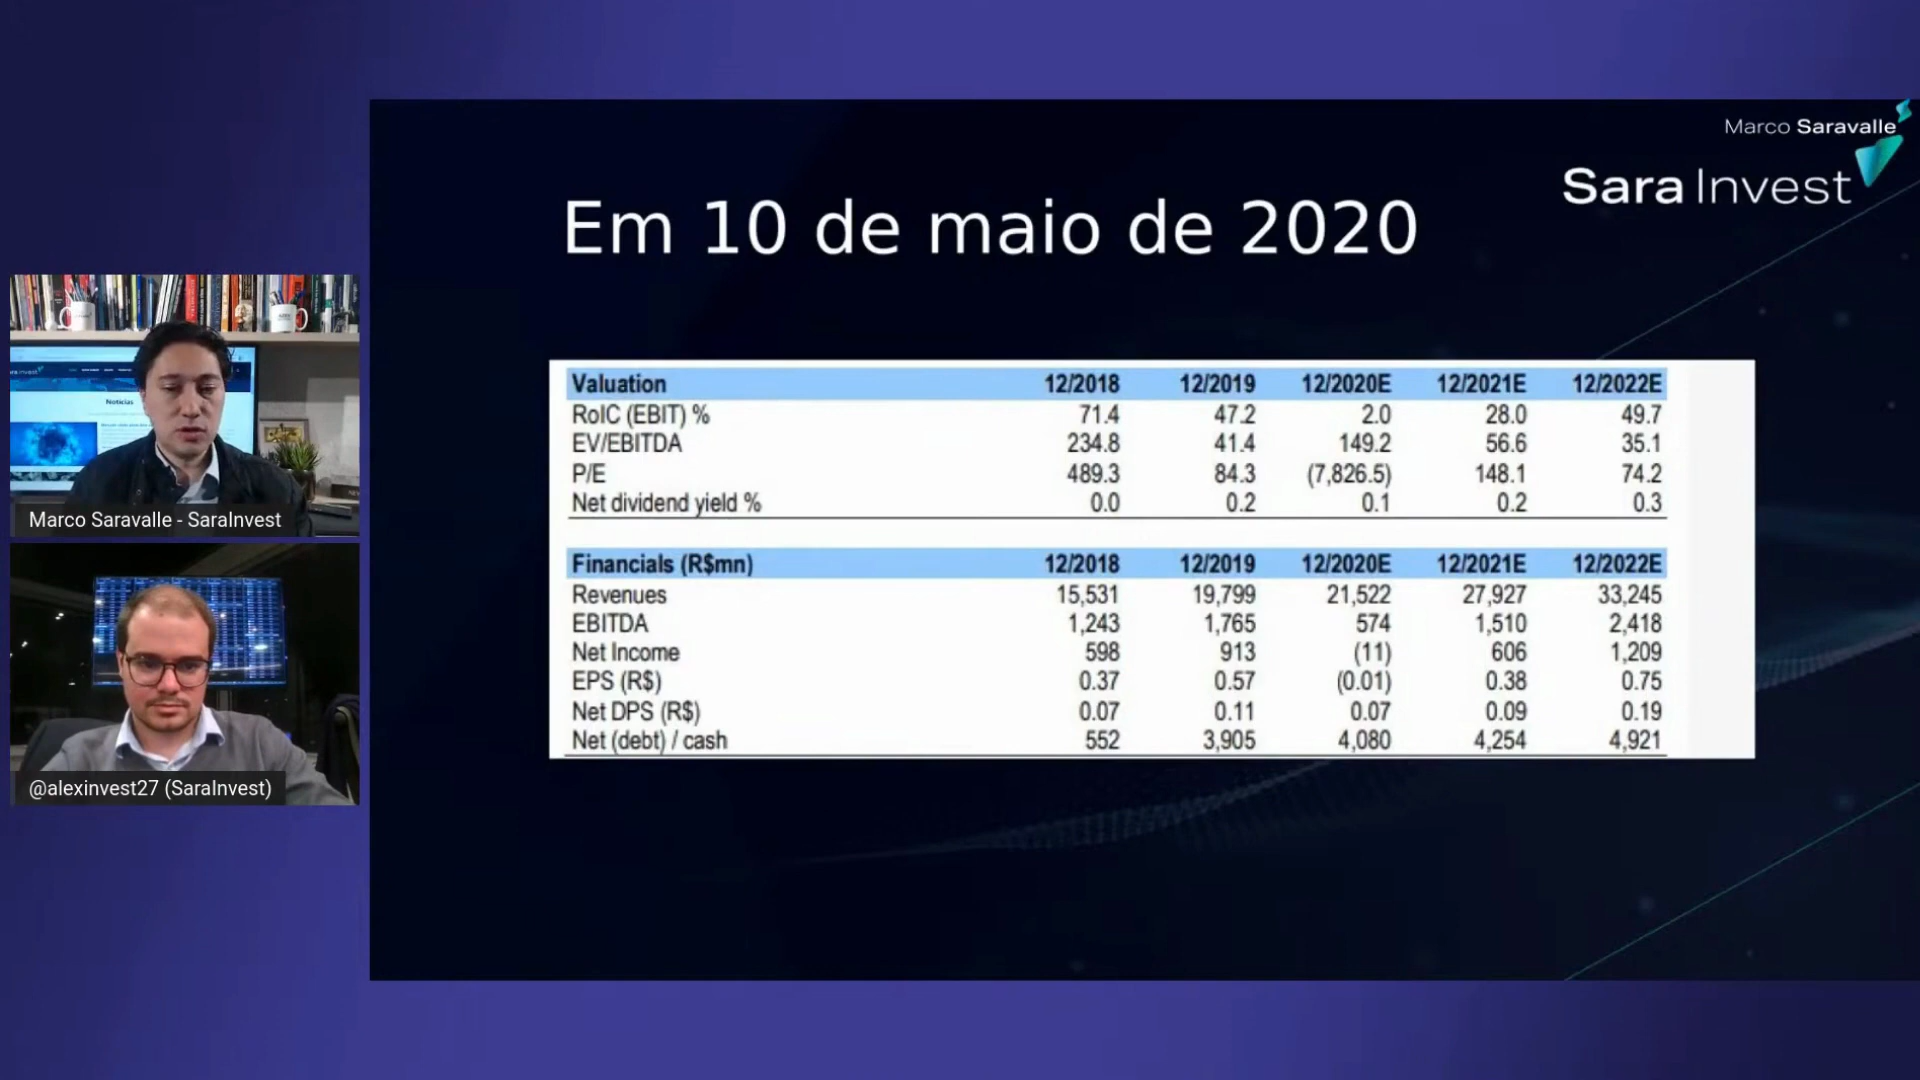 Marco Saravalle
Sara Invest
Em 10 de maio de 2020
Valuation 12/2018 12/2019 12/2020E 12/2021E 12/2022E
RoIC (EBIT) % 71.4 47.2 2.0 28.0 49.7
EV/EBITDA 234.8 41.4 149.2 56.6 35.1
P/E 489.3 84.3 (7,826.5) 148.1 74.2
Net dividend yield % 0.0 0.2 0.1 0.2 0.3
Financials (R$mn) 12/2018 12/2019 12/2020E 12/2021E 12/2022E
Revenues 15,531 19,799 21,522 27,927 33,245
EBITDA 1,243 1,765 574 1,510 2,418
Net Income 598 913 (11) 606 1,209
EPS (R$) 0.37 0.57 (0.01) 0.38 0.75
Net DPS (R$) 0.07 0.11 0.07 0.09 0.19
Net (debt) / cash 552 3,905 4,080 4,254 4,921
Notícias
Marco Saravalle - SaraInvest
@alexinvest27 (SaraInvest)